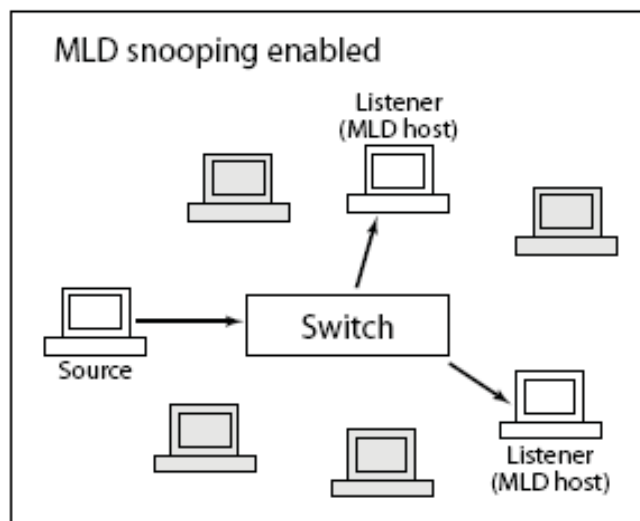 MLD snooping enabled
Listener
(MLD host)
Switch
Source
Listener
(MLD host)